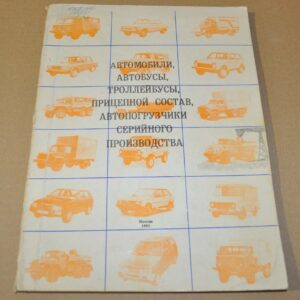 АВТОМОБИЛИ,
АВТОБУСЫ,
ТРОЛЛЕЙБУСЫ,
ПРИЦЕПНОЙ СОСТАВ,
АВТОПОГРУЗЧИКИ
СЕРИЙНОГО
ПРОИЗВОДСТВА
Москва